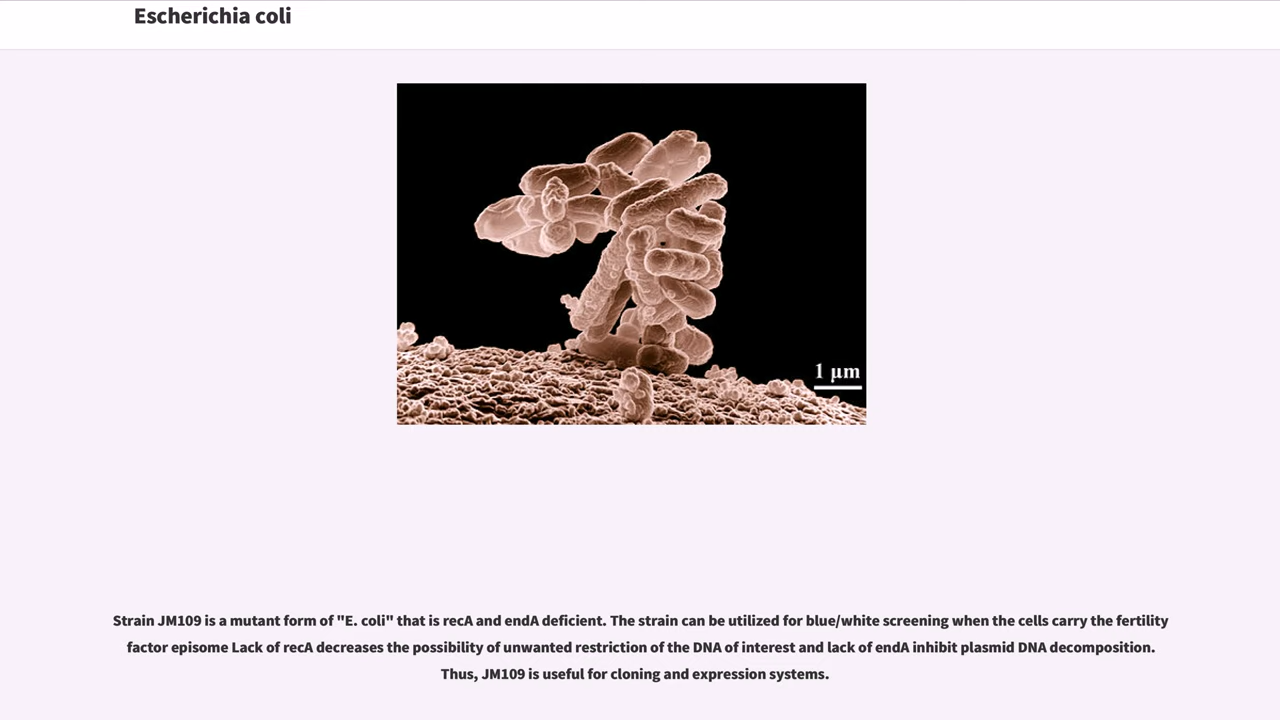 Escherichia coli
1 μm
Strain JM109 is a mutant form of "E. coli" that is recA and endA deficient. The strain can be utilized for blue/white screening when the cells carry the fertility
factor episome Lack of recA decreases the possibility of unwanted restriction of the DNA of interest and lack of endA inhibit plasmid DNA decomposition.
Thus, JM109 is useful for cloning and expression systems.